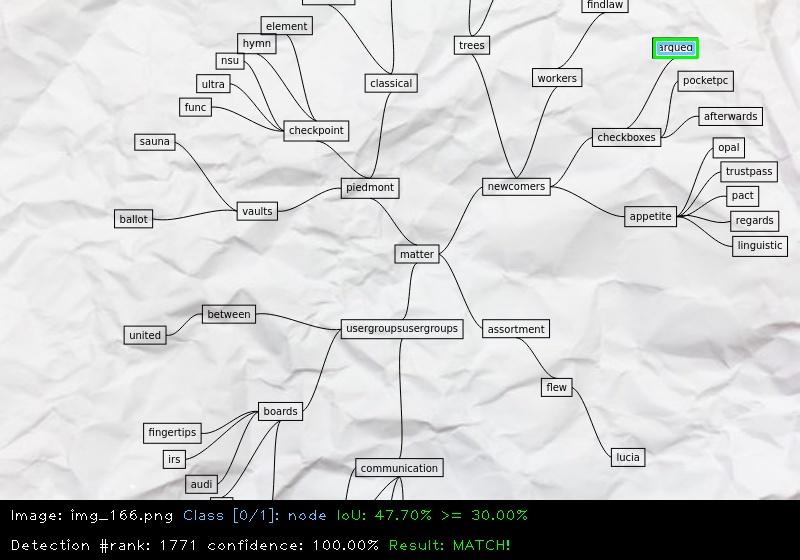 findlaw
element
hymn
trees
argued
nsu
workers
pocketpc
ultra
classical
func
afterwards
checkpoint
checkboxes
sauna
opal
trustpass
piedmont
newcomers
pact
vaults
ballot
appetite
regards
linguistic
matter
between
united
usergroupsusergroups
assortment
flew
boards
fingertips
irs
lucia
communication
audi
Image: img_166.png Class [0/1]: node IoU: 47.70% >= 30.00%
Detection #rank: 1771 confidence: 100.00% Result: MATCH!